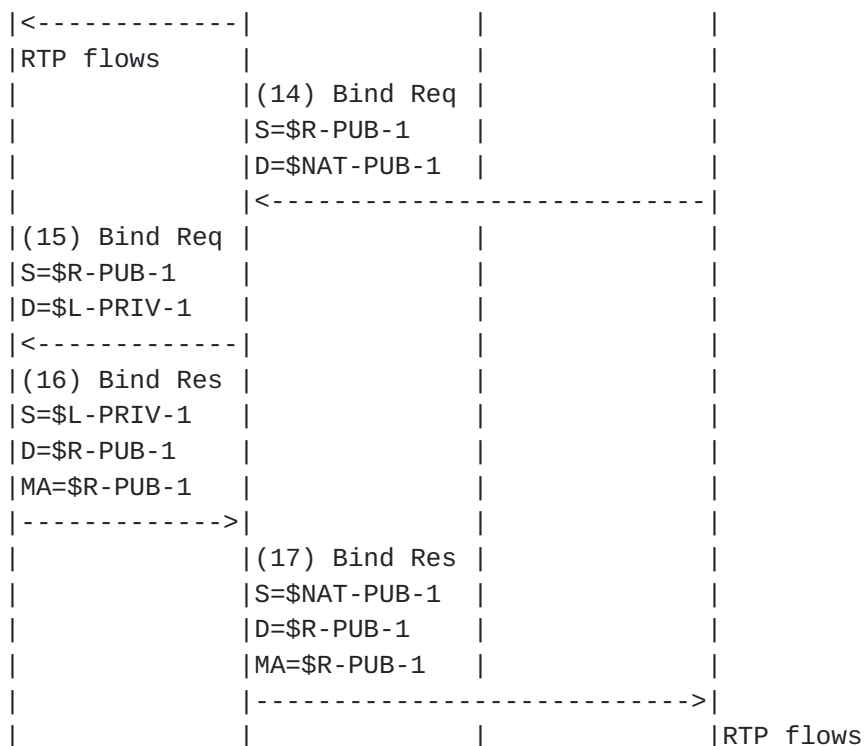 |<-------------|              |              |
|RTP flows     |              |              |
|              |(14) Bind Req |              |
|              |S=$R-PUB-1    |              |
|              |D=$NAT-PUB-1  |              |
|              |<----------------------------|
|(15) Bind Req |              |              |
|S=$R-PUB-1    |              |              |
|D=$L-PRIV-1   |              |              |
|<-------------|              |              |
|(16) Bind Res |              |              |
|S=$L-PRIV-1   |              |              |
|D=$R-PUB-1    |              |              |
|MA=$R-PUB-1   |              |              |
|------------->|              |              |
|              |(17) Bind Res |              |
|              |S=$NAT-PUB-1  |              |
|              |D=$R-PUB-1    |              |
|              |MA=$R-PUB-1   |              |
|              |---------------------------->|
|              |              |              |RTP flows